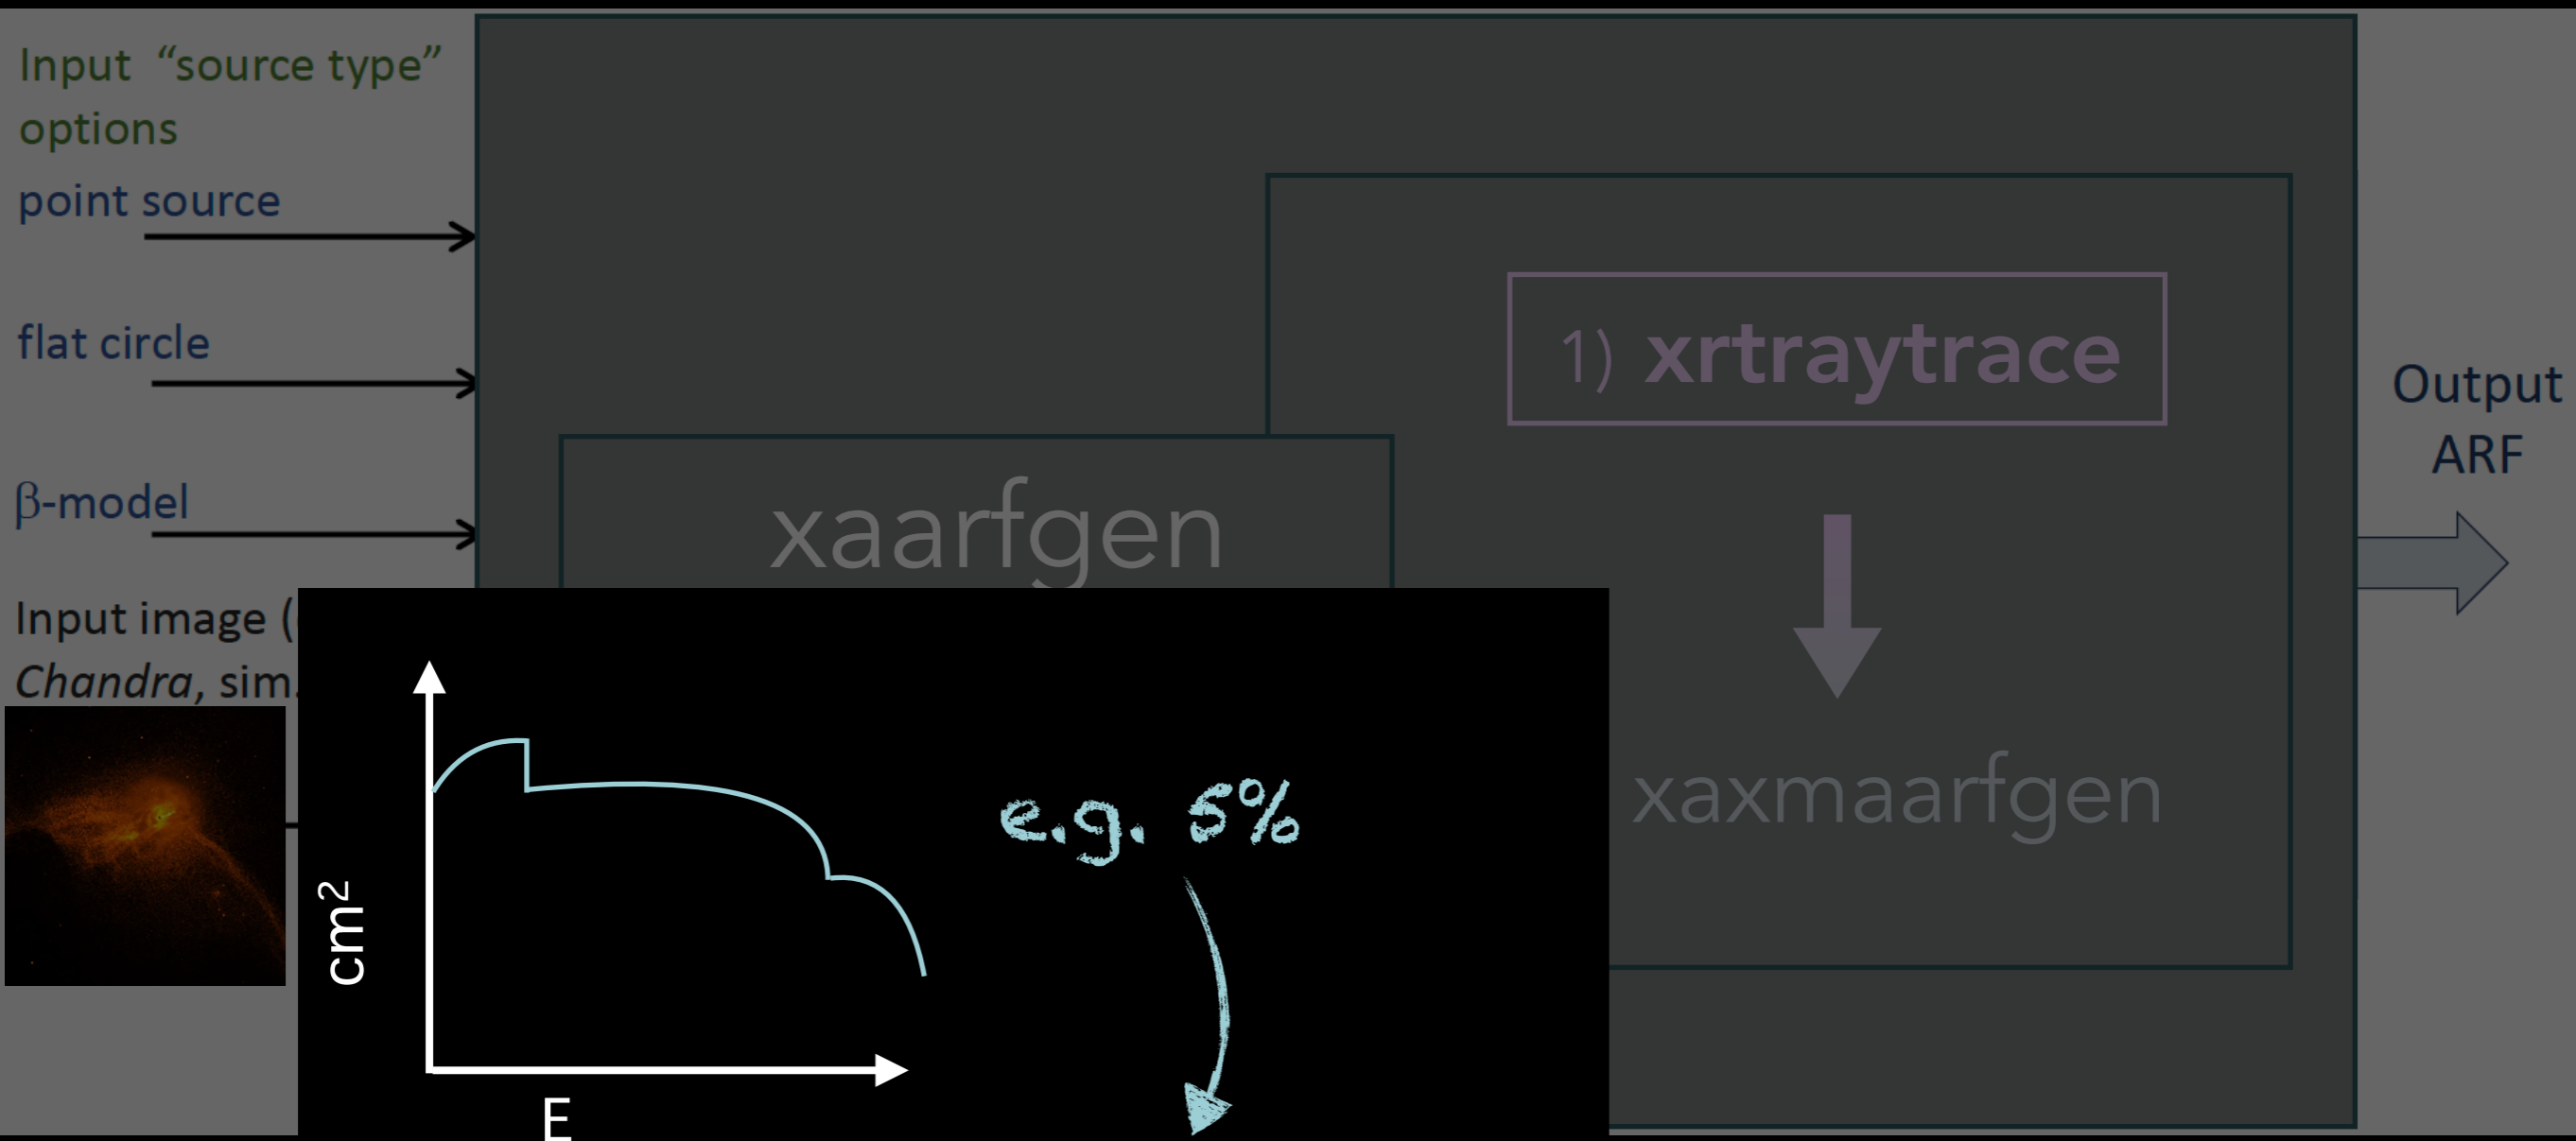 Input “source type”
options
point source
flat circle
β-model
Input image (
Chandra, sim.
xaarfgen
1) xrtraytrace
xaxmaarfgen
Output
ARF
cm²
E
e.g. 5%